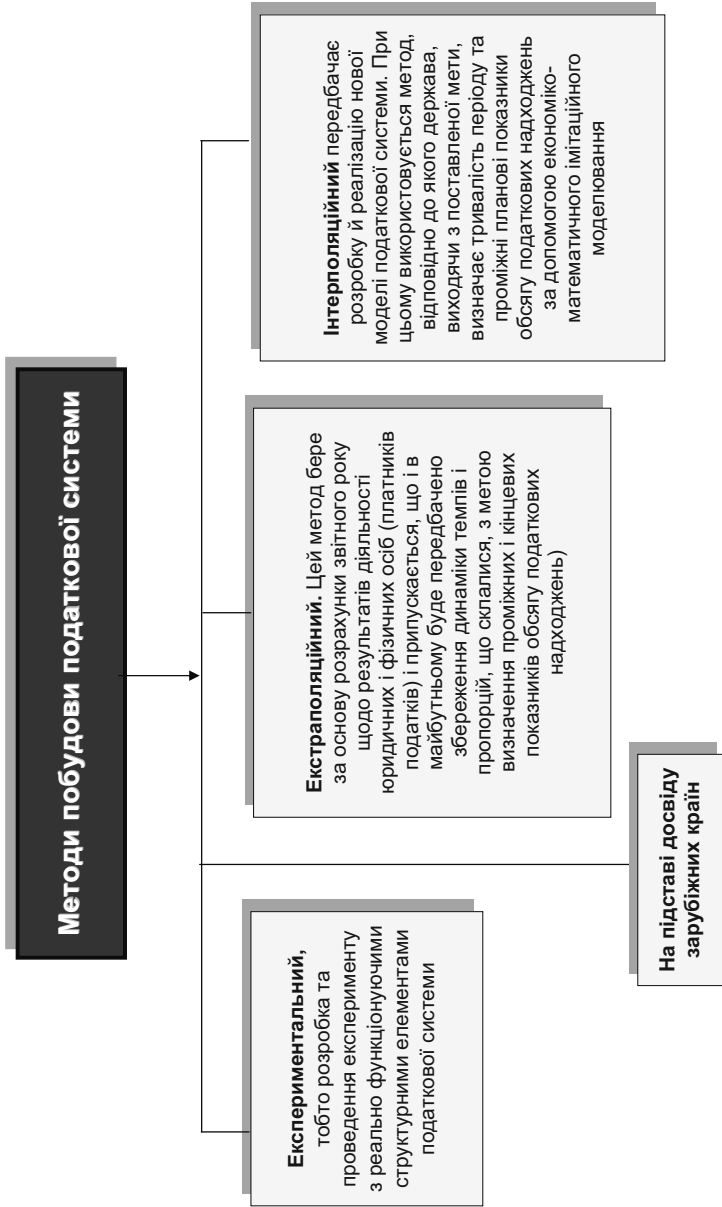 Методи побудови податкової системи
Експериментальний,
тобто розробка та
проведення експерименту
з реально функціонуючими
структурними елементами
податкової системи
На підставі досвіду
зарубіжних країн
Екстраполяційний. Цей метод бере
за основу розрахунки звітного року
щодо результатів діяльності
юридичних і фізичних осіб (платників
податків) і припускається, що і в
майбутньому буде передбачено
збереження динаміки темпів і
пропорцій, що склалися, з метою
визначення проміжних і кінцевих
показників обсягу податкових
надходжень)
Інтерполяційний передбачає
розробку й реалізацію нової
моделі податкової системи. При
цьому використовується метод,
відповідно до якого держава,
виходячи з поставленої мети,
визначає тривалість періоду та
проміжні планові показники
обсягу податкових надходжень
за допомогою економіко-
математичного імітаційного
моделювання